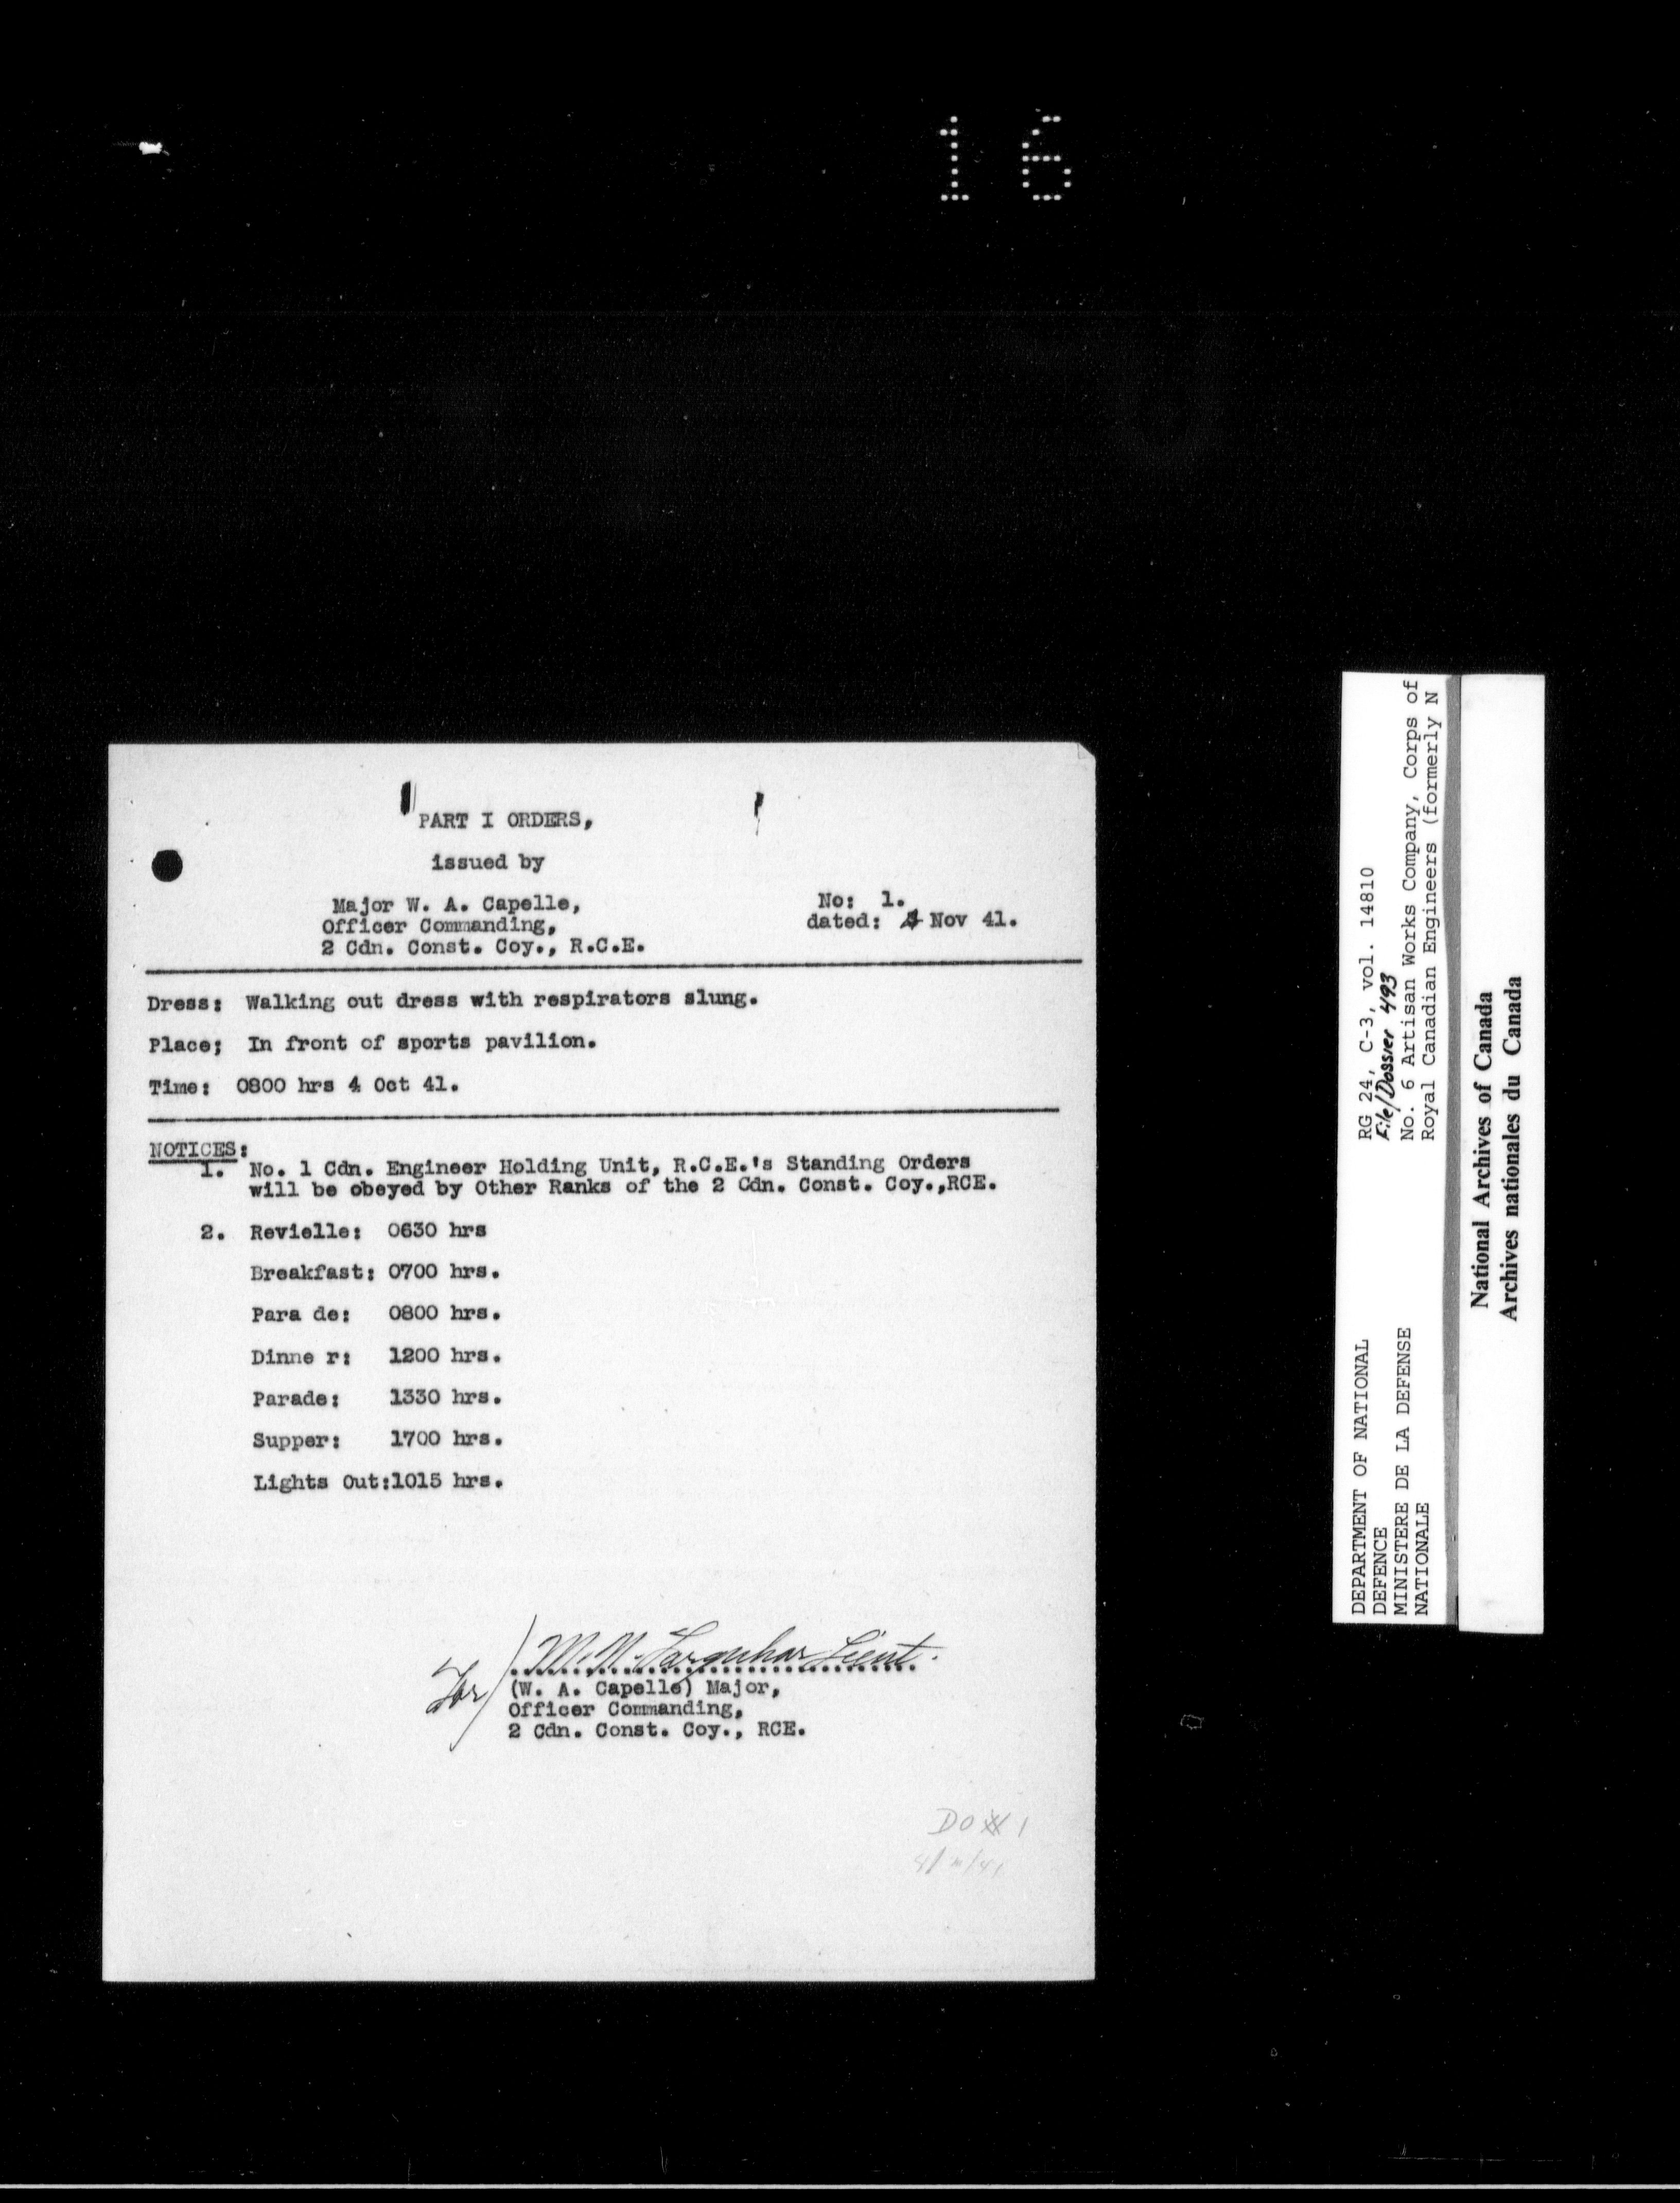 16
PART I ORDERS,
issued by
Major W. A. Capelle,
Officer Commanding,
2 Cdn. Const. Coy., R.C.E.
No: 1.
dated: 4 Nov 41.
Dress: Walking out dress with respirators slung.
Place; In front of sports pavilion.
Time: 0800 hrs 4 Oct 41.
NOTICES:
1. No. 1 Cdn. Engineer Holding Unit, R.C.E.'s Standing Orders
will be obeyed by Other Ranks of the 2 Cdn. Const. Coy.,RCE.
2. Revielle: 0630 hrs
Breakfast: 0700 hrs.
Para de: 0800 hrs.
Dinne r: 1200 hrs.
Parade: 1330 hrs.
Supper: 1700 hrs.
Lights Out:1015 hrs.
For/ M.N. Farquhar Lieut.
(W. A. Capelle) Major,
Officer Commanding,
2 Cdn. Const. Coy., RCE.
DO 1
DEPARTMENT OF NATIONAL
DEFENCE
MINISTERE DE LA DEFENSE
NATIONALE
RG 24, C-3, vol. 14810
File/Dossier 493
No. 6 Artisan Works Company, Corps of
Royal Canadian Engineers (formerly N
National Archives of Canada
Archives nationales du Canada